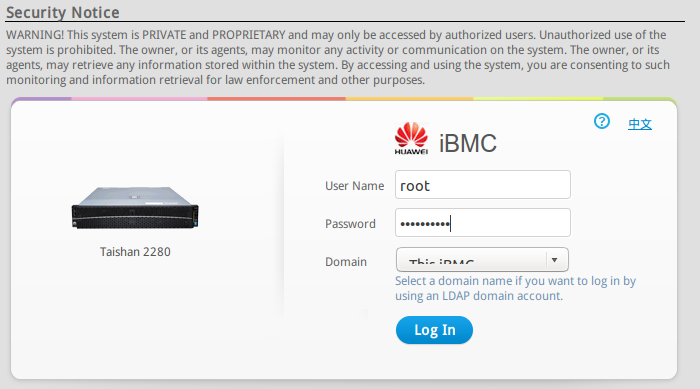 Security Notice
WARNING! This system is PRIVATE and PROPRIETARY and may only be accessed by authorized users. Unauthorized use of the
system is prohibited. The owner, or its agents, may monitor any activity or communication on the system. The owner, or its
agents, may retrieve any information stored within the system. By accessing and using the system, you are consenting to such
monitoring and information retrieval for law enforcement and other purposes.
中文
HUAWEI iBMC
User Name root
Password ••••••••••
Taishan 2280
Domain This iBMC
Select a domain name if you want to log in by
using an LDAP domain account.
Log In